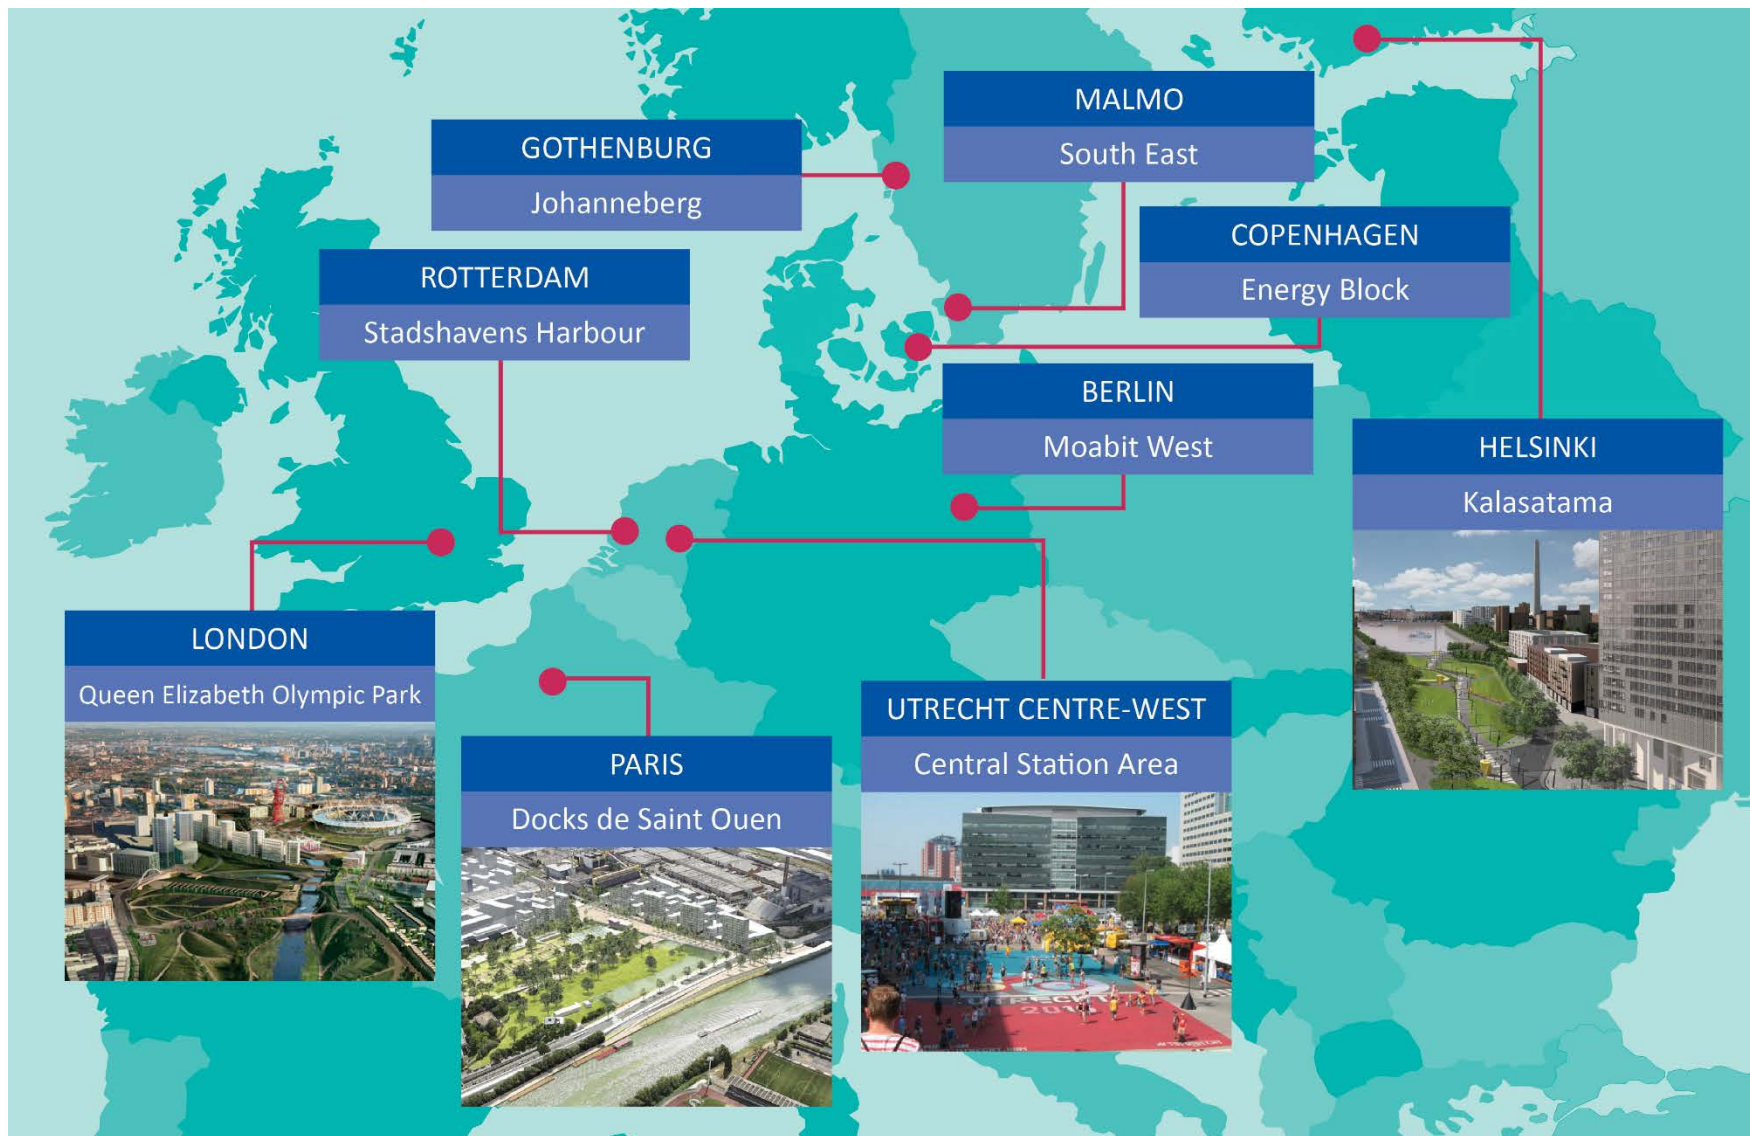 MALMO
South East
GOTHENBURG
Johanneberg
COPENHAGEN
Energy Block
ROTTERDAM
Stadshavens Harbour
BERLIN
Moabit West
HELSINKI
Kalasatama
LONDON
Queen Elizabeth Olympic Park
UTRECHT CENTRE-WEST
Central Station Area
PARIS
Docks de Saint Ouen
UTRECHT